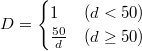 D = { 1 (d < 50)
50/d (d ≥ 50)